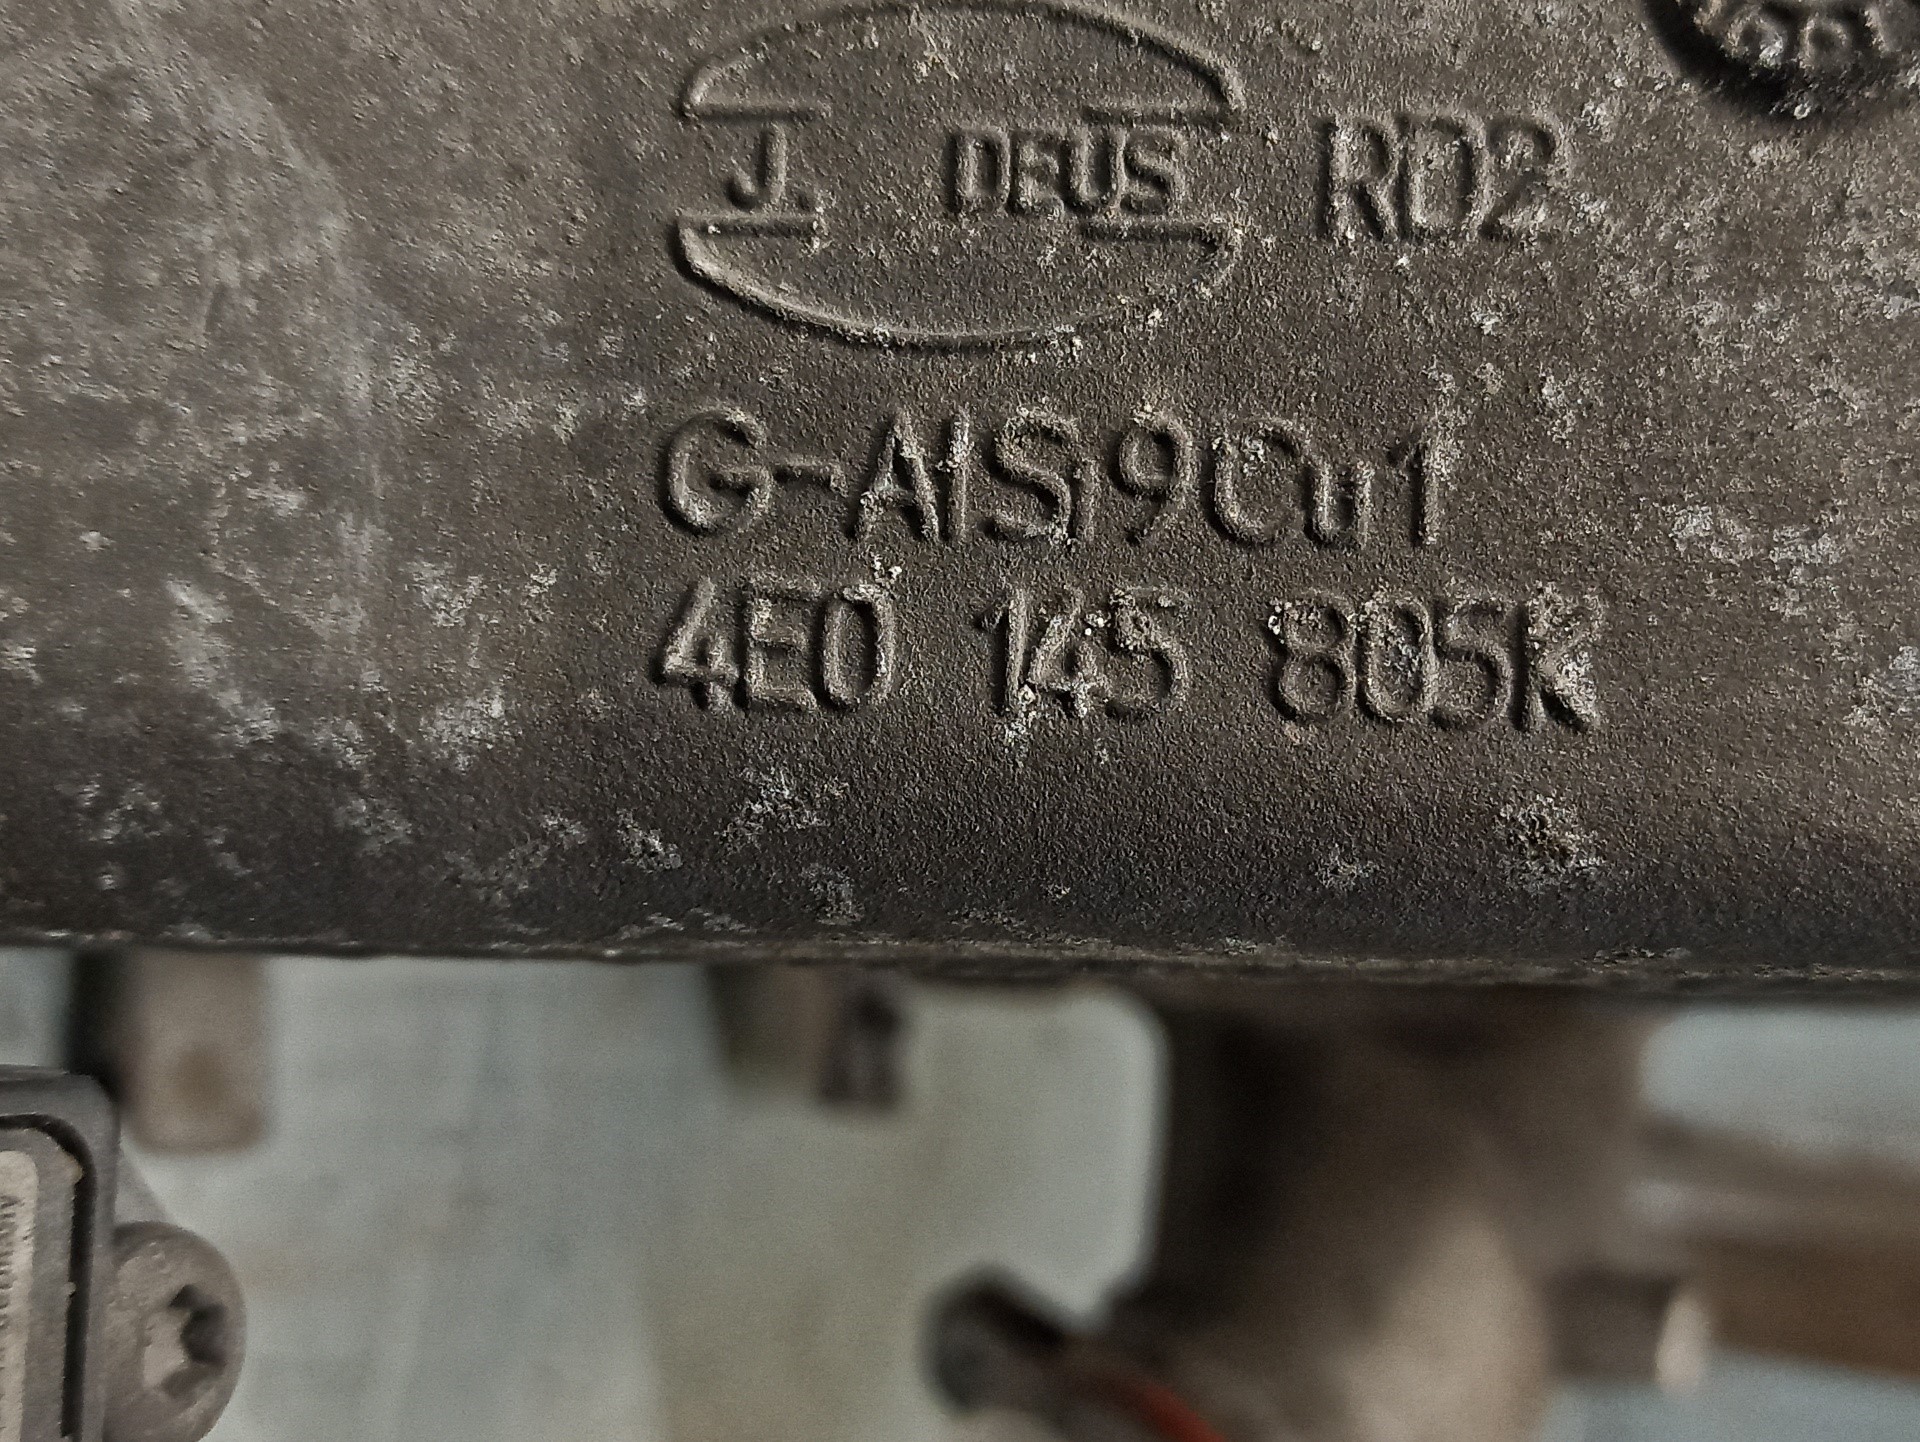 J. DEUS RD2
G-AlSi9Cu1
4E0 145 805K